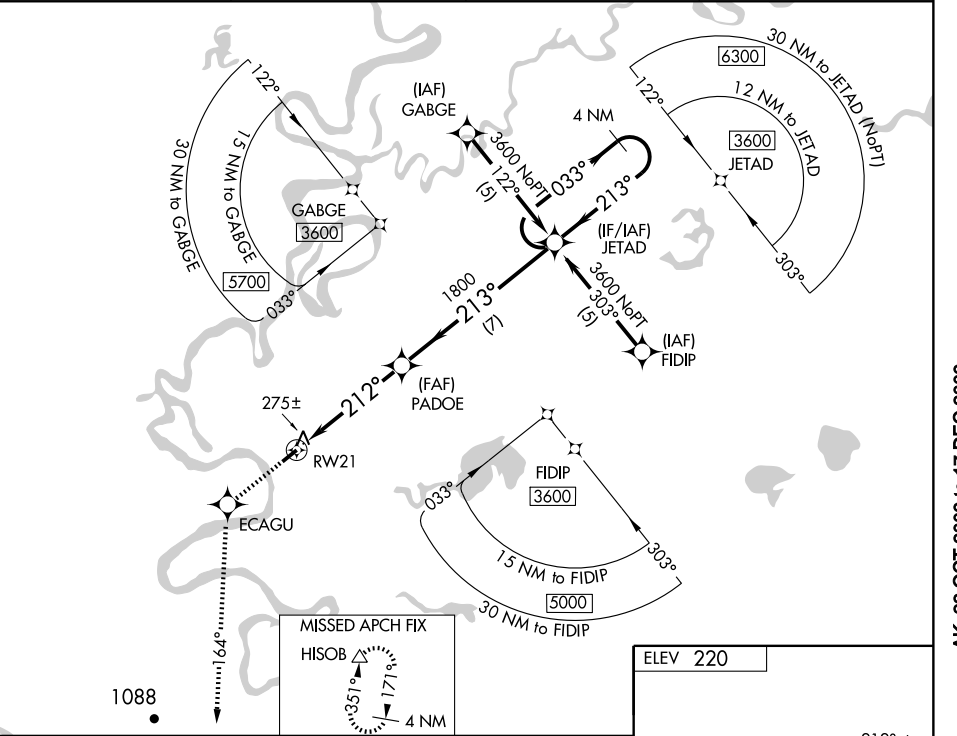 30 NM to JETAD (NoPT)
6300
12 NM to JETAD
122°
3600
JETAD
303°
(IAF)
GABGE
4 NM
3600 NoPT
122°
(5)
033°
213°
(IF/IAF)
JETAD
122°
30 NM to GABGE
15 NM to GABGE
GABGE
3600
5700
033°
1800
213°
(7)
3600 NoPT
303°
(5)
(IAF)
FIDIP
(FAF)
PADOE
212°
275±
RW21
ECAGU
FIDIP
3600
033°
303°
15 NM to FIDIP
5000
30 NM to FIDIP
164°
1088
MISSED APCH FIX
HISOB
351°
171°
4 NM
ELEV 220